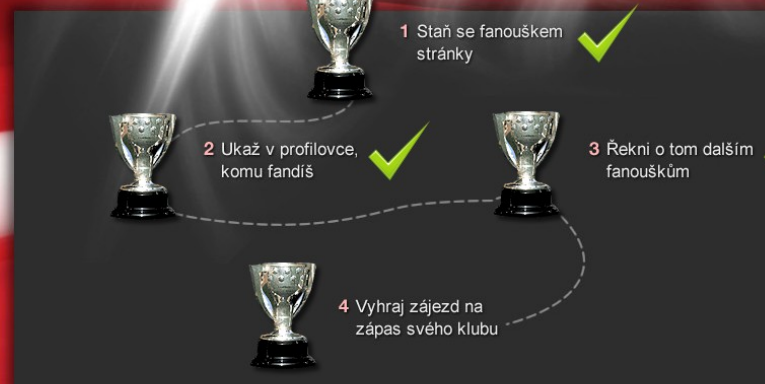 1 Staň se fanouškem
stránky
2 Ukaž v profilovce,
komu fandíš
3 Řekni o tom dalším
fanouškům
4 Vyhraj zájezd na
zápas svého klubu